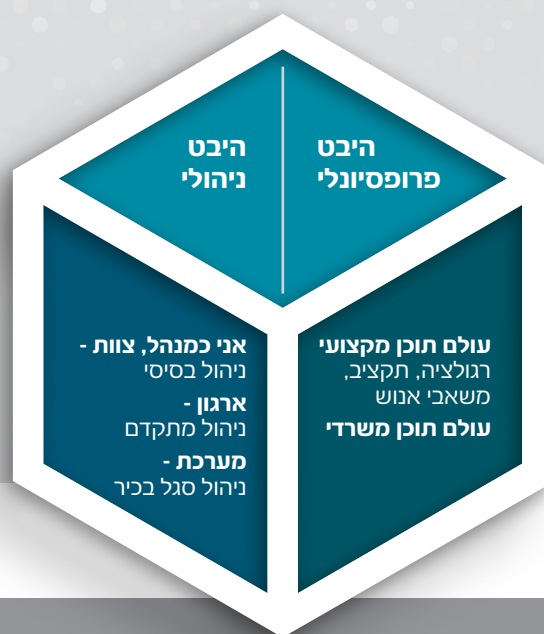 היבט
פרופסיונלי
היבט
ניהולי
עולם תוכן מקצועי
רגולציה, תקציב,
משאבי אנוש
עולם תוכן משרדי
אני כמנהל, צוות -
ניהול בסיסי
ארגון -
ניהול מתקדם
מערכת -
ניהול סגל בכיר